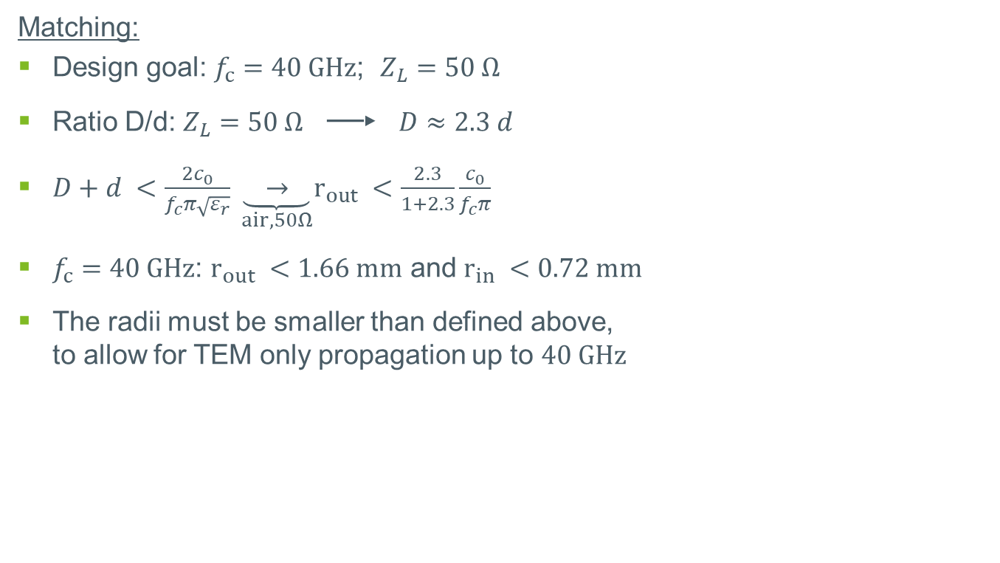 Matching:
▪ Design goal: $f_{\mathrm{c}} = 40\ \mathrm{GHz};\ Z_L = 50\ \Omega$
▪ Ratio D/d: $Z_L = 50\ \Omega \longrightarrow D \approx 2.3\ d$
▪ $D + d < \frac{2c_0}{f_c \pi \sqrt{\varepsilon_r}} \underbrace{\rightarrow}_{\mathrm{air},50\Omega} \mathrm{r}_{\mathrm{out}} < \frac{2.3}{1+2.3} \frac{c_0}{f_c \pi}$
▪ $f_{\mathrm{c}} = 40\ \mathrm{GHz}$: $\mathrm{r}_{\mathrm{out}} < 1.66\ \mathrm{mm}$ and $\mathrm{r}_{\mathrm{in}} < 0.72\ \mathrm{mm}$
▪ The radii must be smaller than defined above,
to allow for TEM only propagation up to 40 GHz